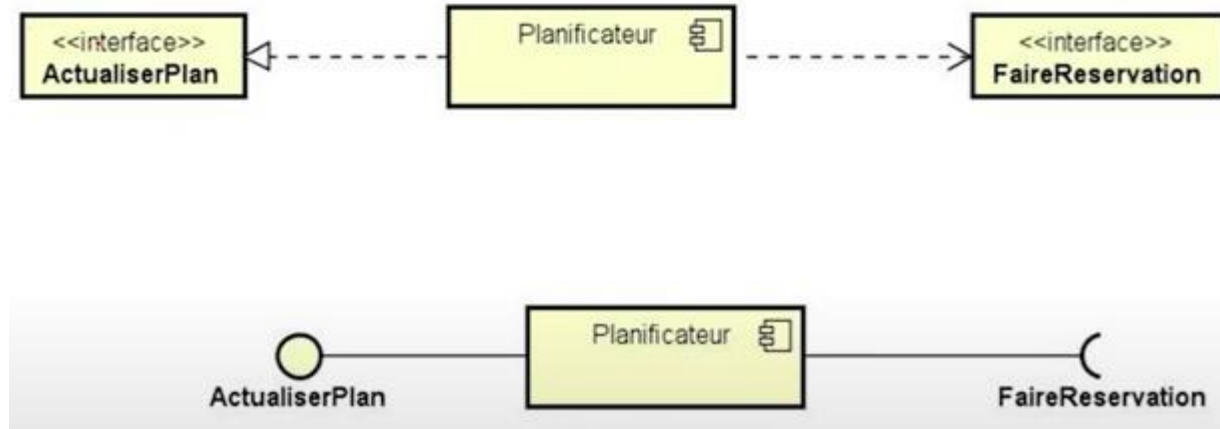 <<interface>>
ActualiserPlan
Planificateur
<<interface>>
FaireReservation
Planificateur
ActualiserPlan
FaireReservation